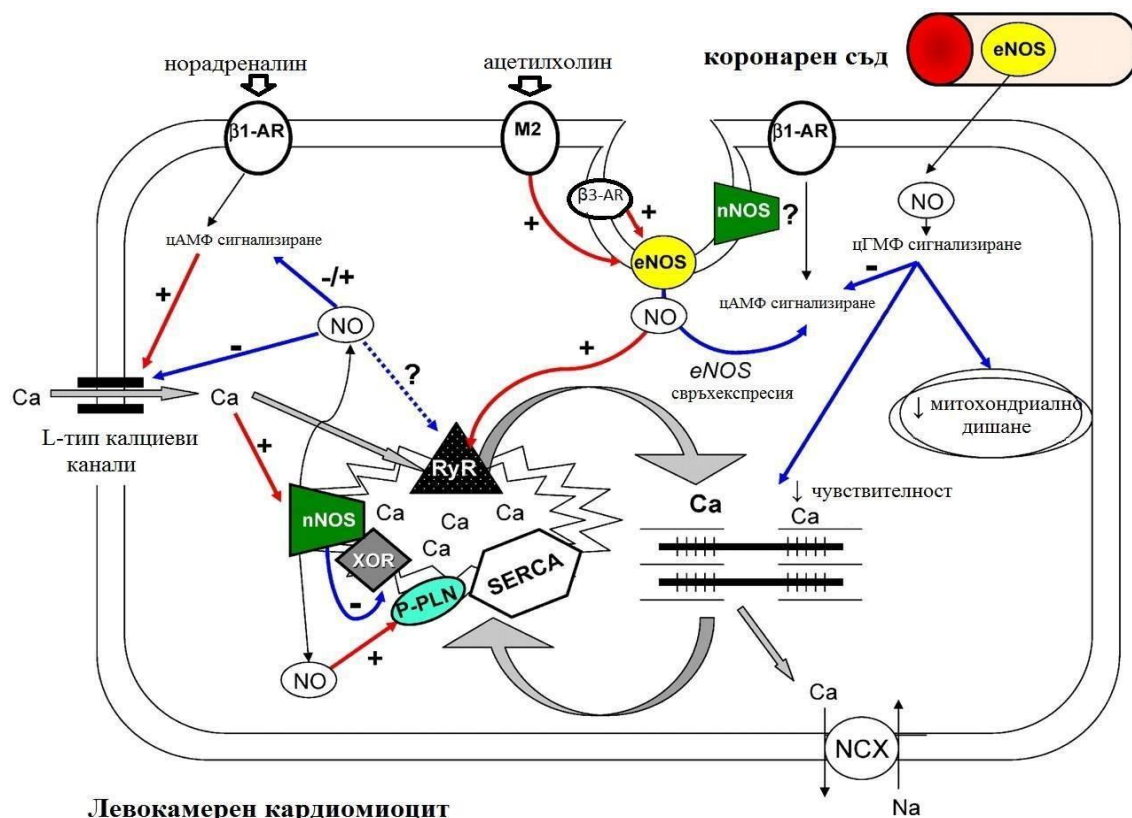 норадреналин
ацетилхолин
коронарен съд
eNOS
β1-AR
M2
β1-AR
β3-AR
nNOS
?
NO
+
+
цАМФ сигнализиране
цГМФ сигнализиране
eNOS
-/+
-
+
NO
цАМФ сигнализиране
NO
-
+
?
eNOS
свръхекспресия
Ca
Ca
↓ митохондриално
дишане
L-тип калциеви
канали
+
RyR
Ca
↓ чувствителност
Ca
nNOS
Ca
Ca
Ca
Ca
XOR
SERCA
-
P-PLN
+
NO
Ca
NCX
Na
Левокамерен кардиомиоцит